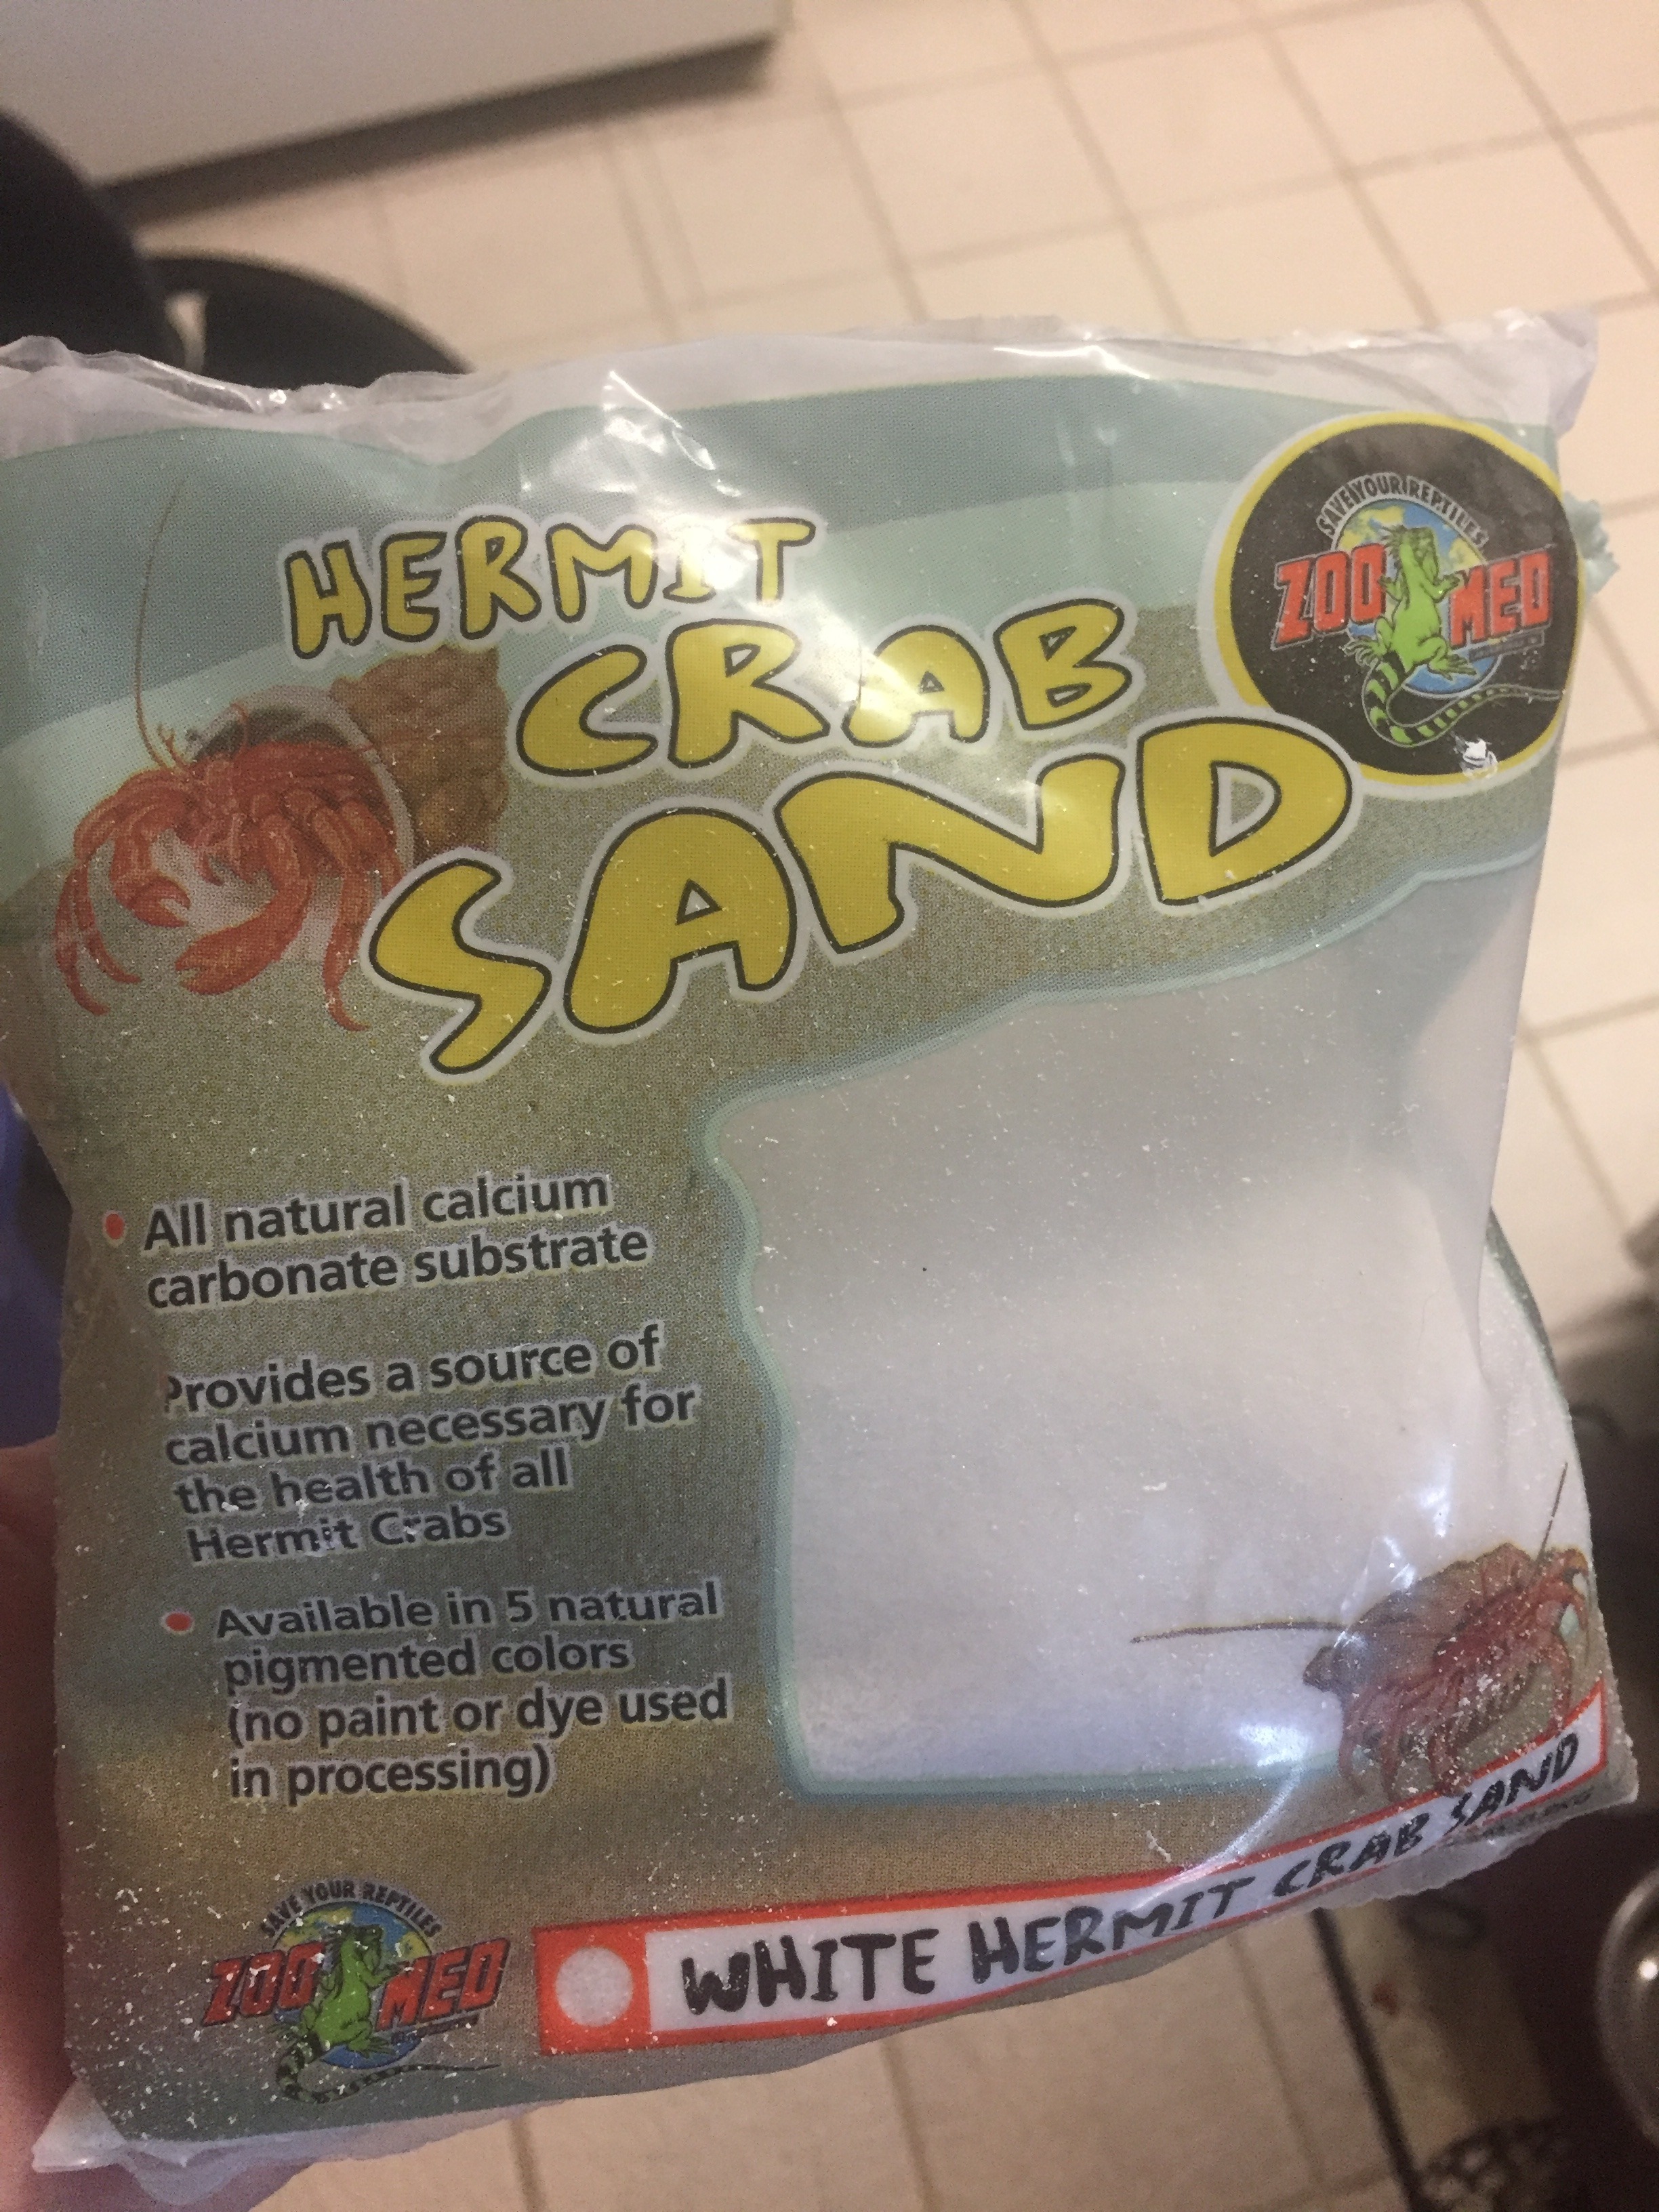 HERMIT
CRAB
SAND
SAVE YOUR REPTILES
ZOO MED
All natural calcium
carbonate substrate
Provides a source of
calcium necessary for
the health of all
Hermit Crabs
Available in 5 natural
pigmented colors
(no paint or dye used
in processing)
SAVE YOUR REPTILES
ZOO MED
WHITE HERMIT CRAB SAND